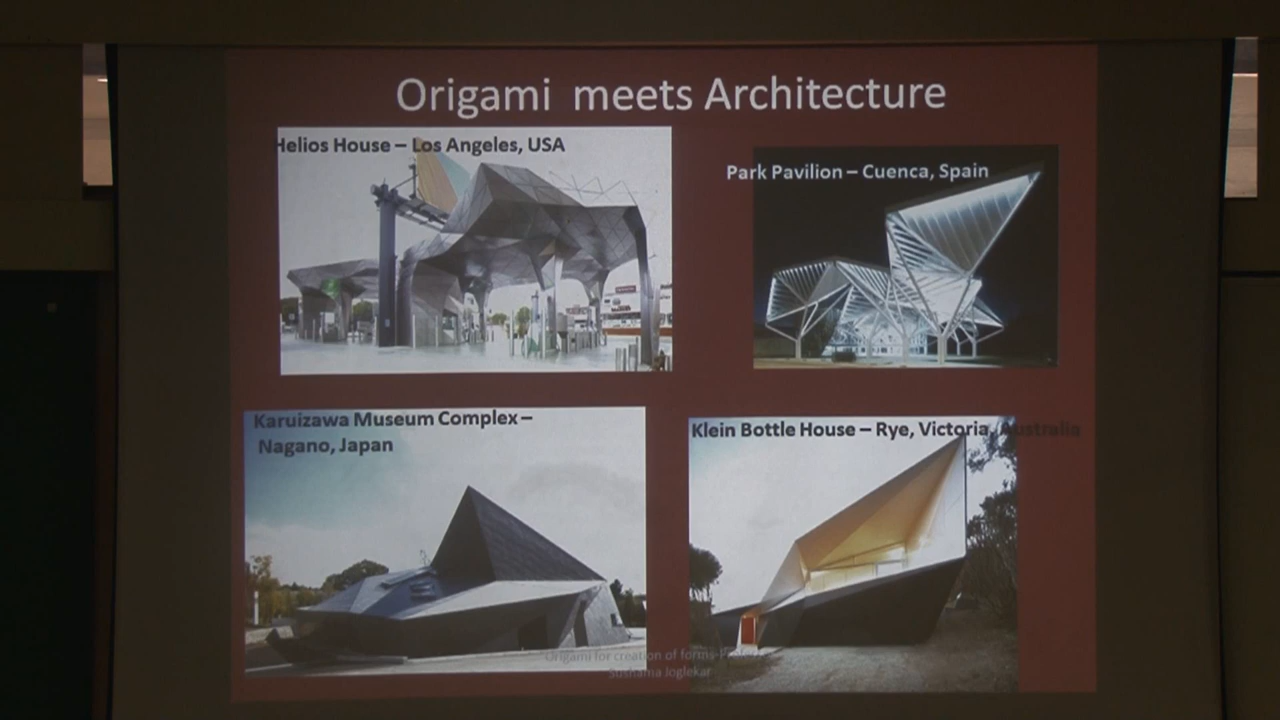 Origami meets Architecture
Helios House – Los Angeles, USA
Park Pavilion – Cuenca, Spain
Karuizawa Museum Complex –
Nagano, Japan
Klein Bottle House – Rye, Victoria, Australia
Origami for creation of forms-
Sushama Joglekar